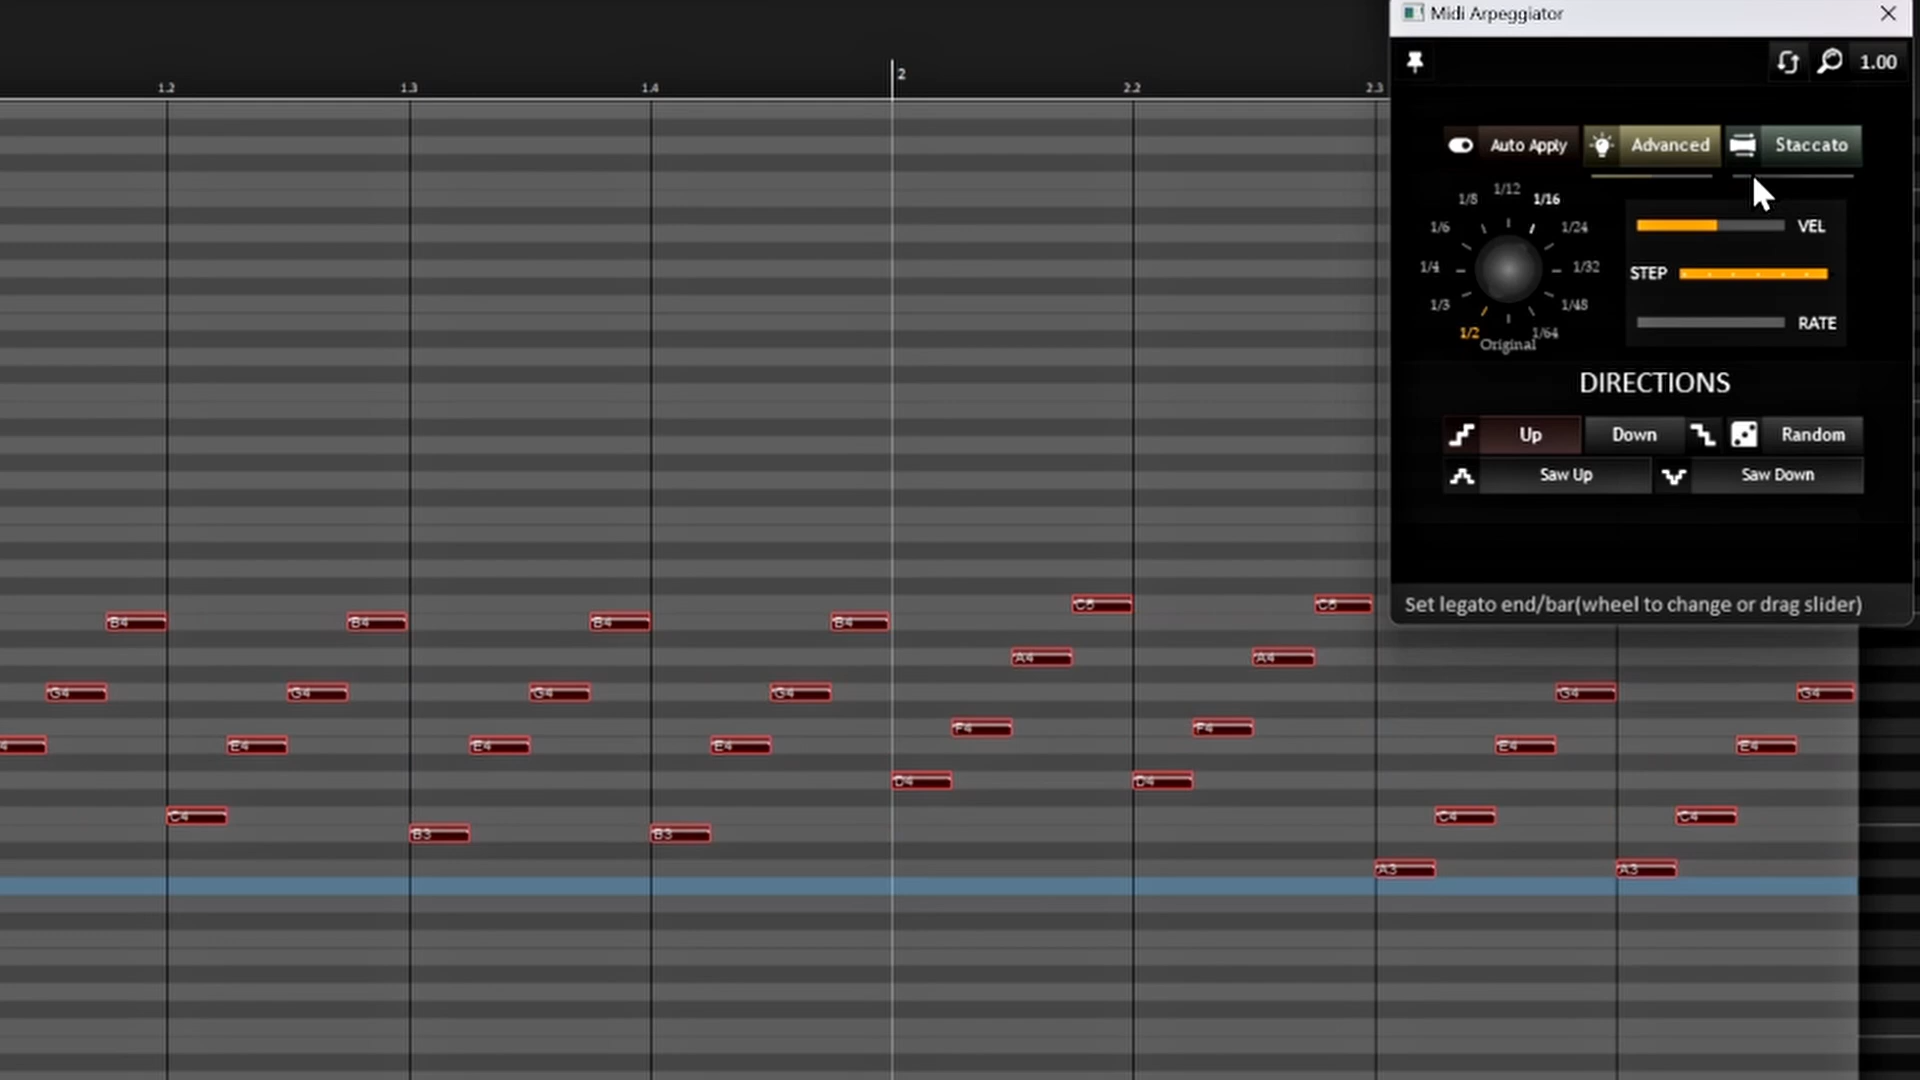 Midi Arpeggiator
1.00
1.2 1.3 1.4 2 2.2 2.3
Auto Apply Advanced Staccato
1/12
1/8 1/16
1/6 1/24
1/4 1/32
1/3 1/48
1/2 1/64
Original
VEL
STEP
RATE
DIRECTIONS
Up Down Random
Saw Up Saw Down
Set legato end/bar(wheel to change or drag slider)
C5 C5
B4 B4 B4 B4
A4 A4
G4 G4 G4 G4 G4 G4
F4 F4
4 E4 E4 E4 E4 E4
D4 D4
C4 C4 C4
B3 B3
A3 A3